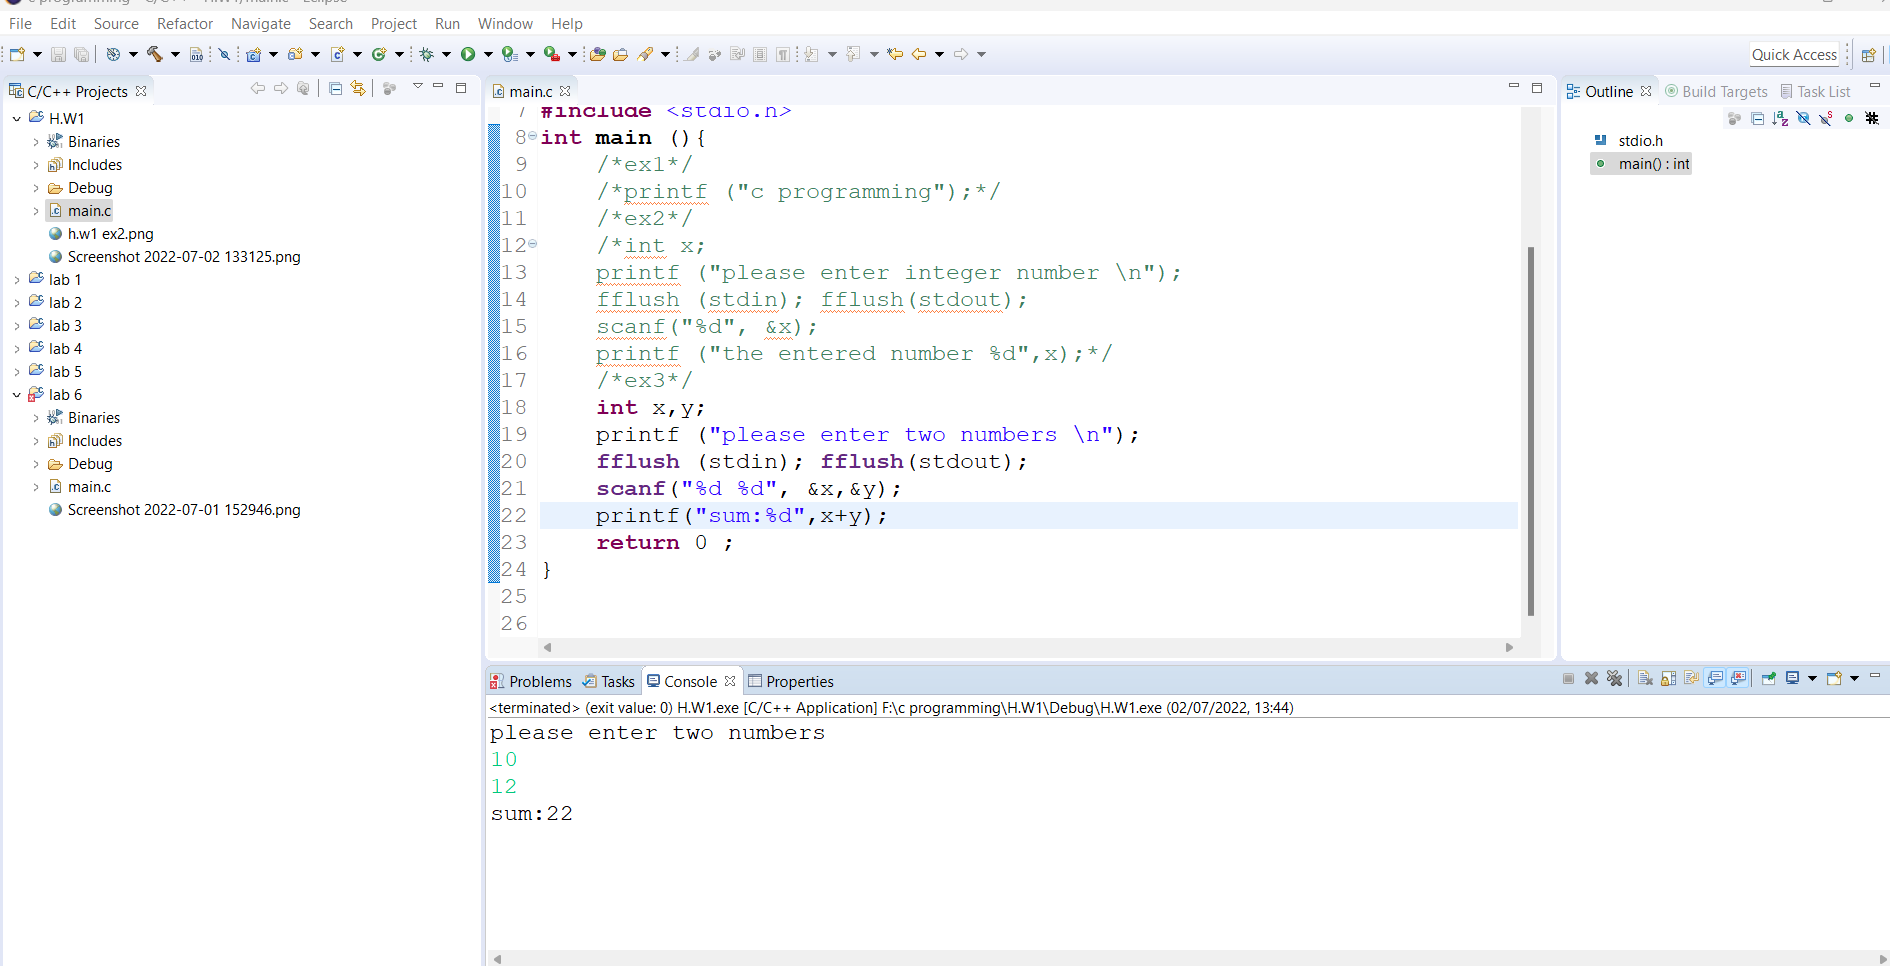 File Edit Source Refactor Navigate Search Project Run Window Help
Quick Access
C/C++ Projects
H.W1
Binaries
Includes
Debug
main.c
h.w1 ex2.png
Screenshot 2022-07-02 133125.png
lab 1
lab 2
lab 3
lab 4
lab 5
lab 6
Binaries
Includes
Debug
main.c
Screenshot 2022-07-01 152946.png
main.c
7 #include <stdio.h>
8 int main (){
9 /*ex1*/
10 /*printf ("c programming");*/
11 /*ex2*/
12 /*int x;
13 printf ("please enter integer number \n");
14 fflush (stdin); fflush(stdout);
15 scanf("%d", &x);
16 printf ("the entered number %d",x);*/
17 /*ex3*/
18 int x,y;
19 printf ("please enter two numbers \n");
20 fflush (stdin); fflush(stdout);
21 scanf("%d %d", &x,&y);
22 printf("sum:%d",x+y);
23 return 0 ;
24 }
25
26
Outline Build Targets Task List
stdio.h
main() : int
Problems Tasks Console Properties
<terminated> (exit value: 0) H.W1.exe [C/C++ Application] F:\c programming\H.W1\Debug\H.W1.exe (02/07/2022, 13:44)
please enter two numbers
10
12
sum:22